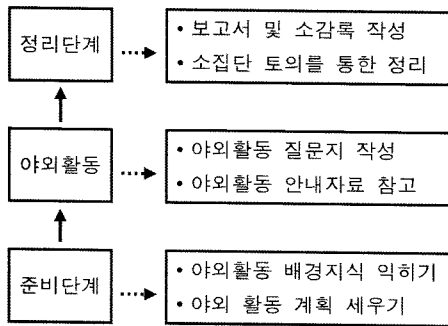 정리단계
• 보고서 및 소감록 작성
• 소집단 토의를 통한 정리
야외활동
• 야외활동 질문지 작성
• 야외활동 안내자료 참고
준비단계
• 야외활동 배경지식 익히기
• 야외 활동 계획 세우기